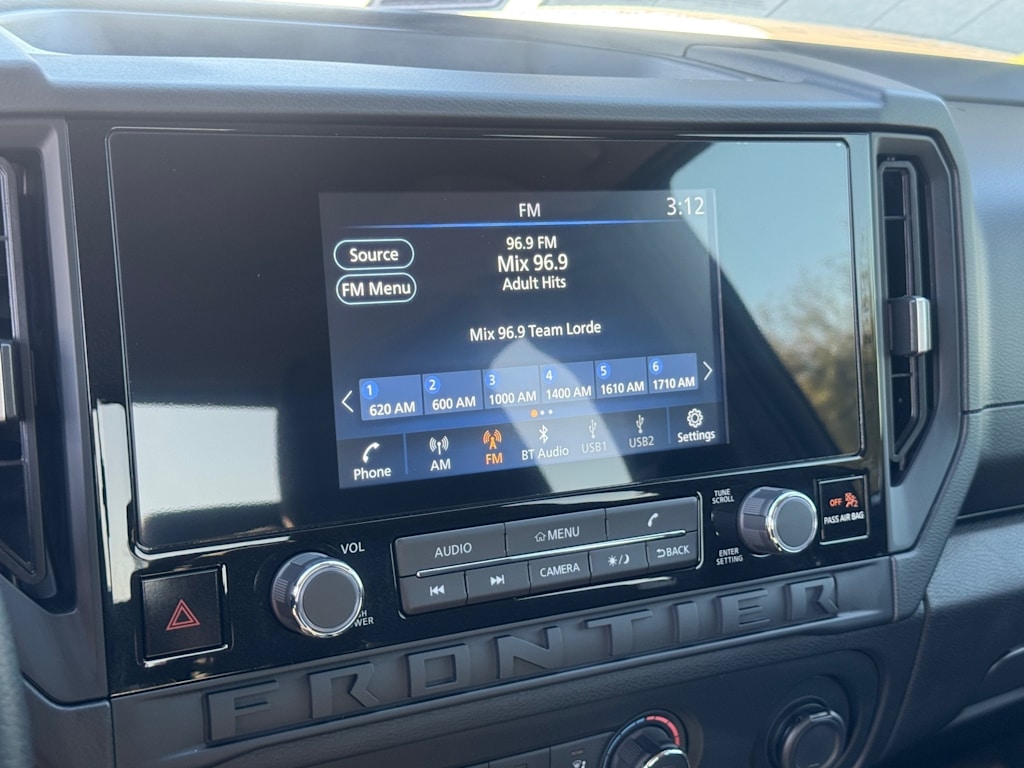 FM
3:12
Source
FM Menu
96.9 FM
Mix 96.9
Adult Hits
Mix 96.9 Team Lorde
1
620 AM
2
600 AM
3
1000 AM
4
1400 AM
5
1610 AM
6
1710 AM
Phone
AM
FM
BT Audio
USB1
USB2
Settings
VOL
AUDIO
MENU
CAMERA
BACK
TUNE
SCROLL
ENTER
SETTING
OFF
PASS AIR BAG
FRONTIER